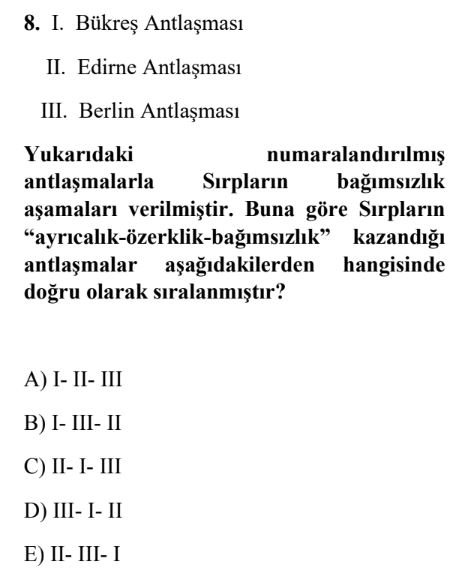 8. I. Bükreş Antlaşması
II. Edirne Antlaşması
III. Berlin Antlaşması
Yukarıdaki numaralandırılmış
antlaşmalarla Sırpların bağımsızlık
aşamaları verilmiştir. Buna göre Sırpların
“ayrıcalık-özerklik-bağımsızlık” kazandığı
antlaşmalar aşağıdakilerden hangisinde
doğru olarak sıralanmıştır?
A) I- II- III
B) I- III- II
C) II- I- III
D) III- I- II
E) II- III- I